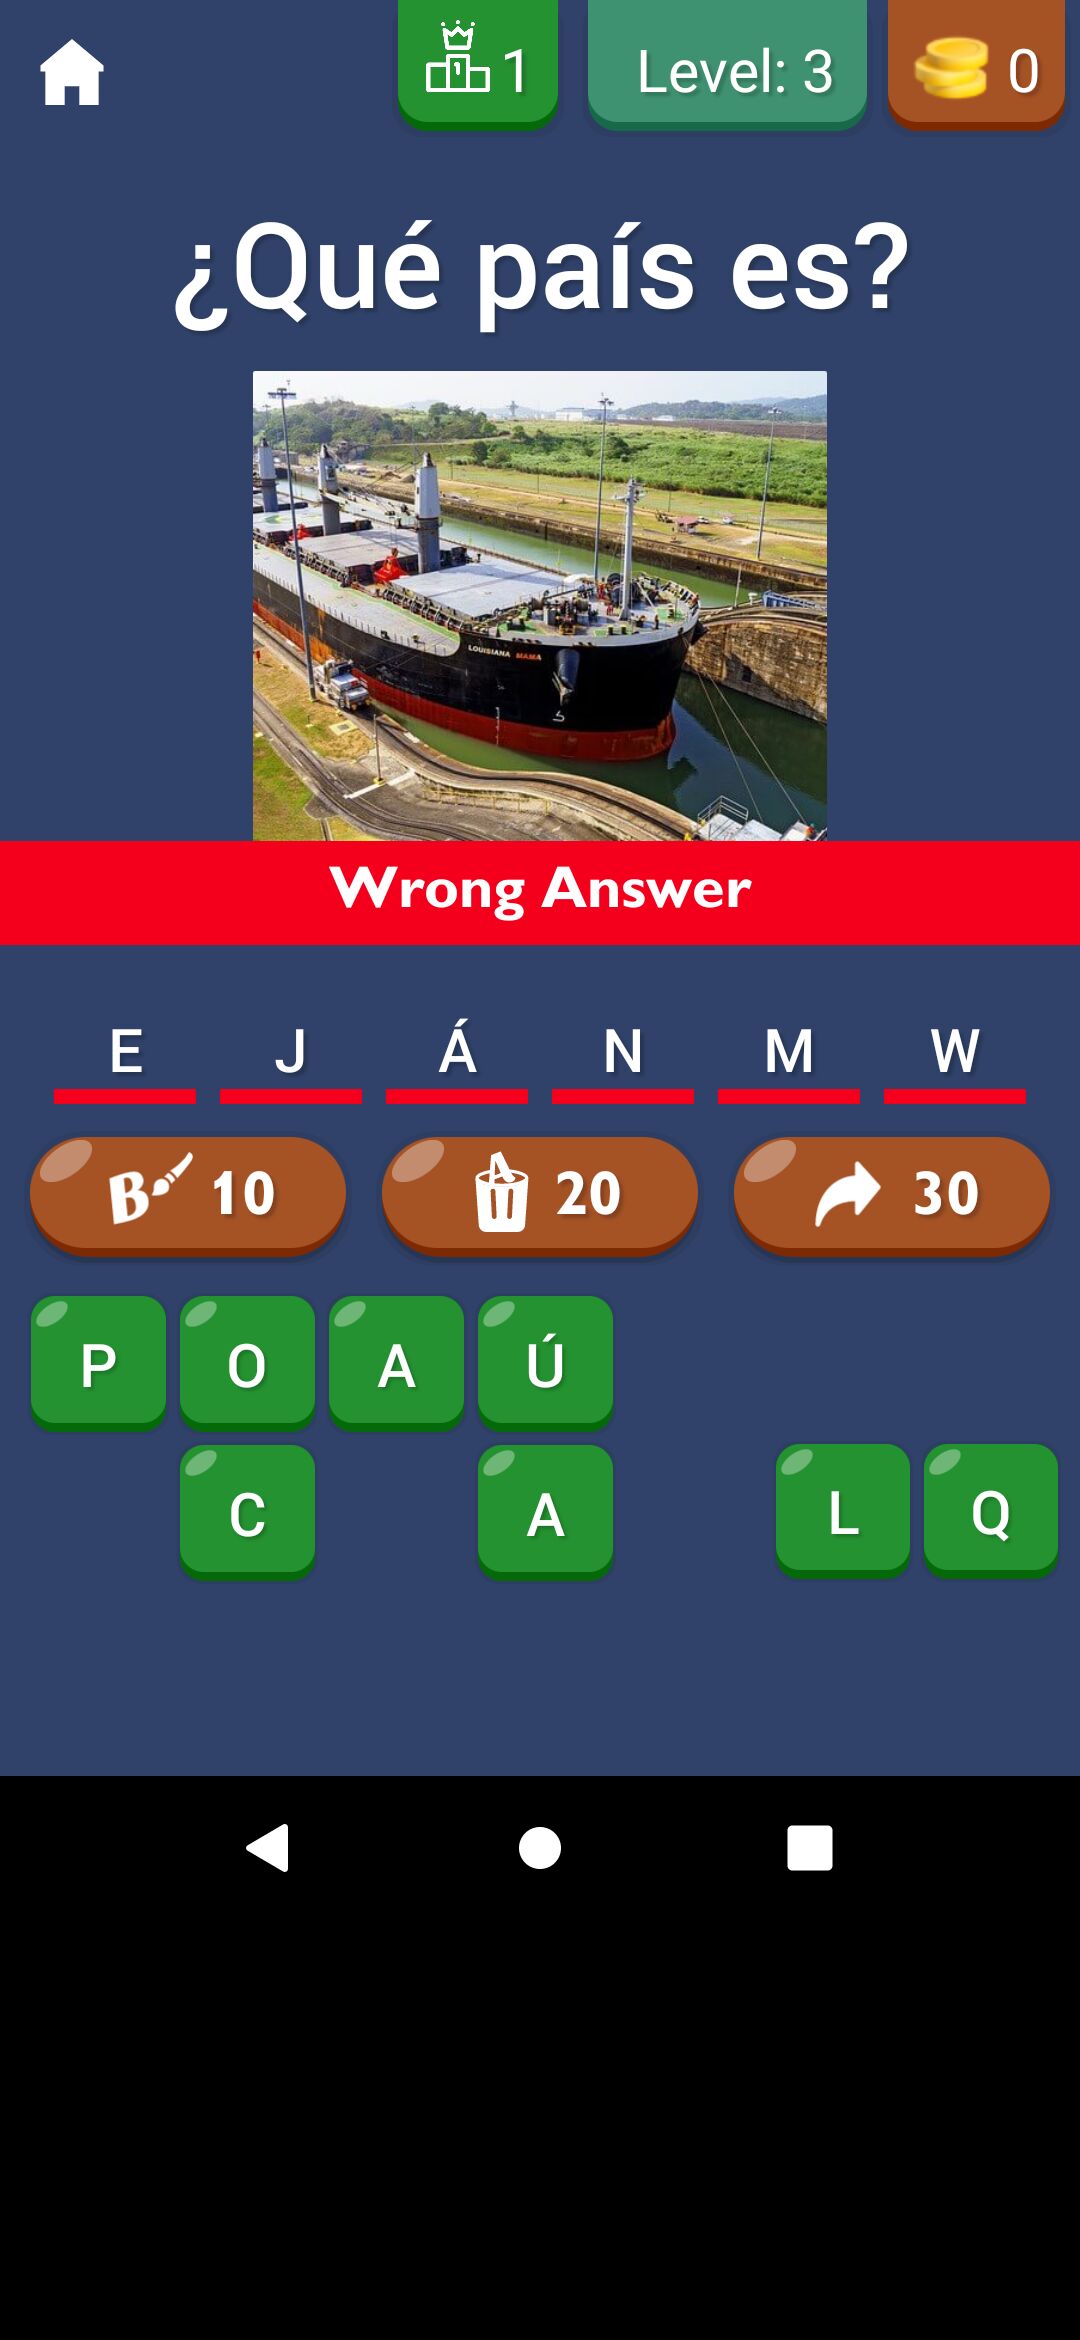 1 Level: 3 0
¿Qué país es?
LOUISIANA MAMA
Wrong Answer
E J Á N M W
B 10 20 30
P O A Ú
C A L Q